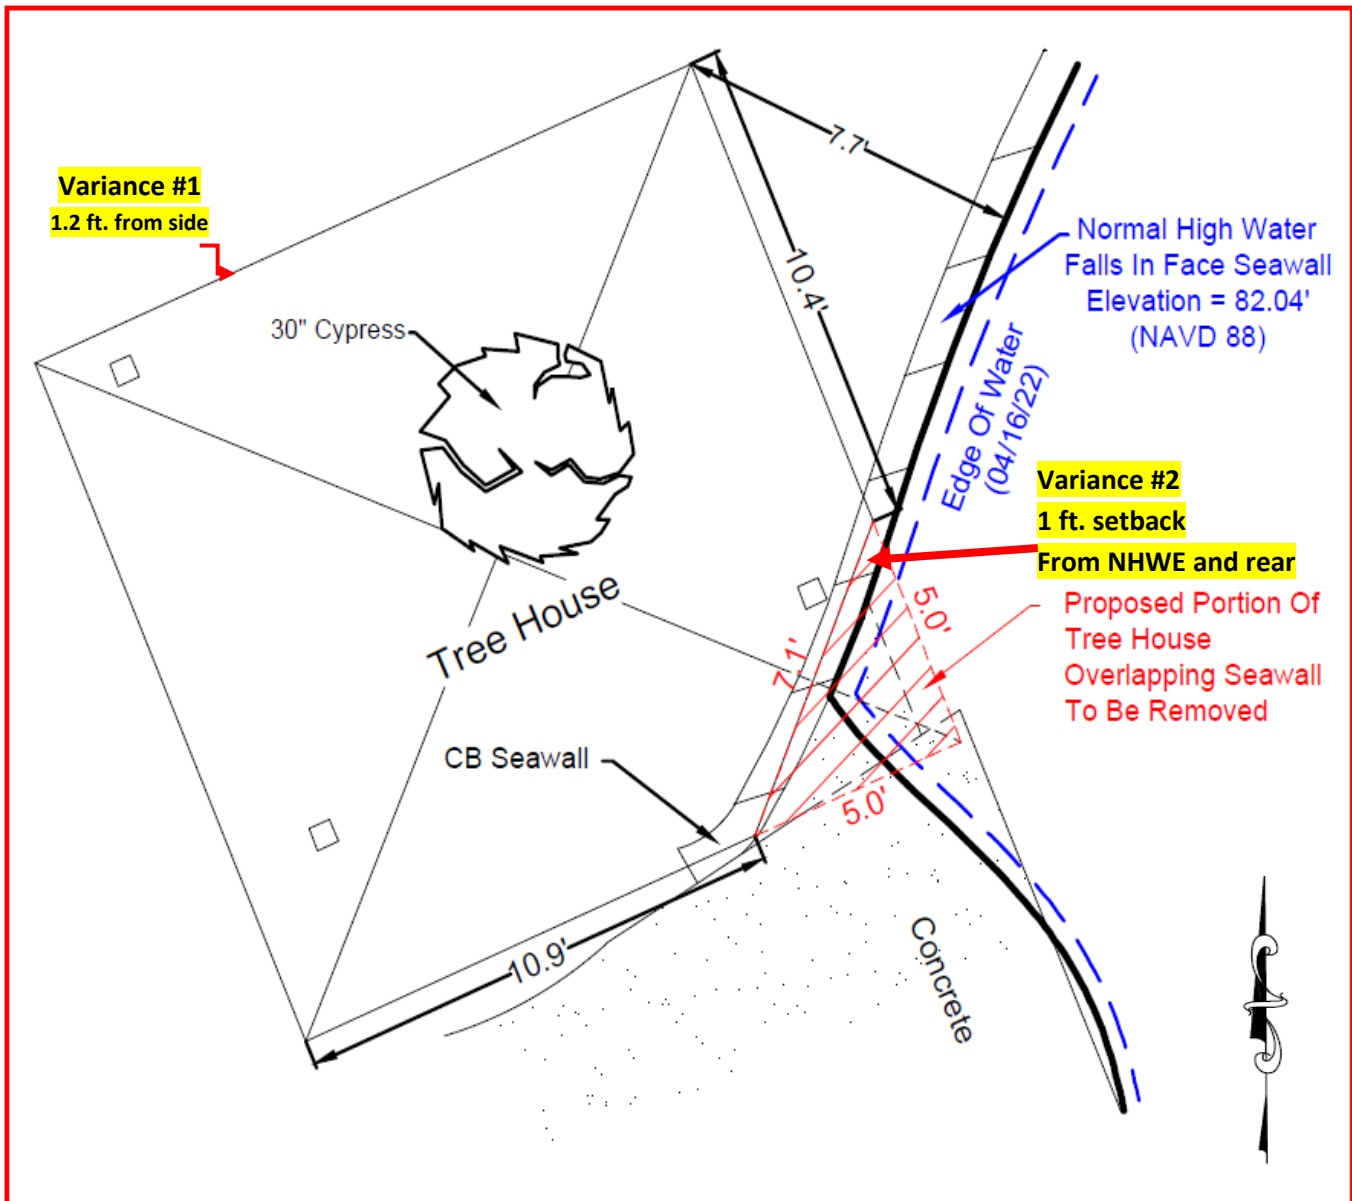 Variance #1
1.2 ft. from side
7.7'
10.4'
Normal High Water
Falls In Face Seawall
Elevation = 82.04'
(NAVD 88)
30" Cypress
Edge Of Water
(04/16/22)
Variance #2
1 ft. setback
From NHWE and rear
Tree House
7.1'
5.0'
Proposed Portion Of
Tree House
Overlapping Seawall
To Be Removed
CB Seawall
5.0'
10.9'
Concrete